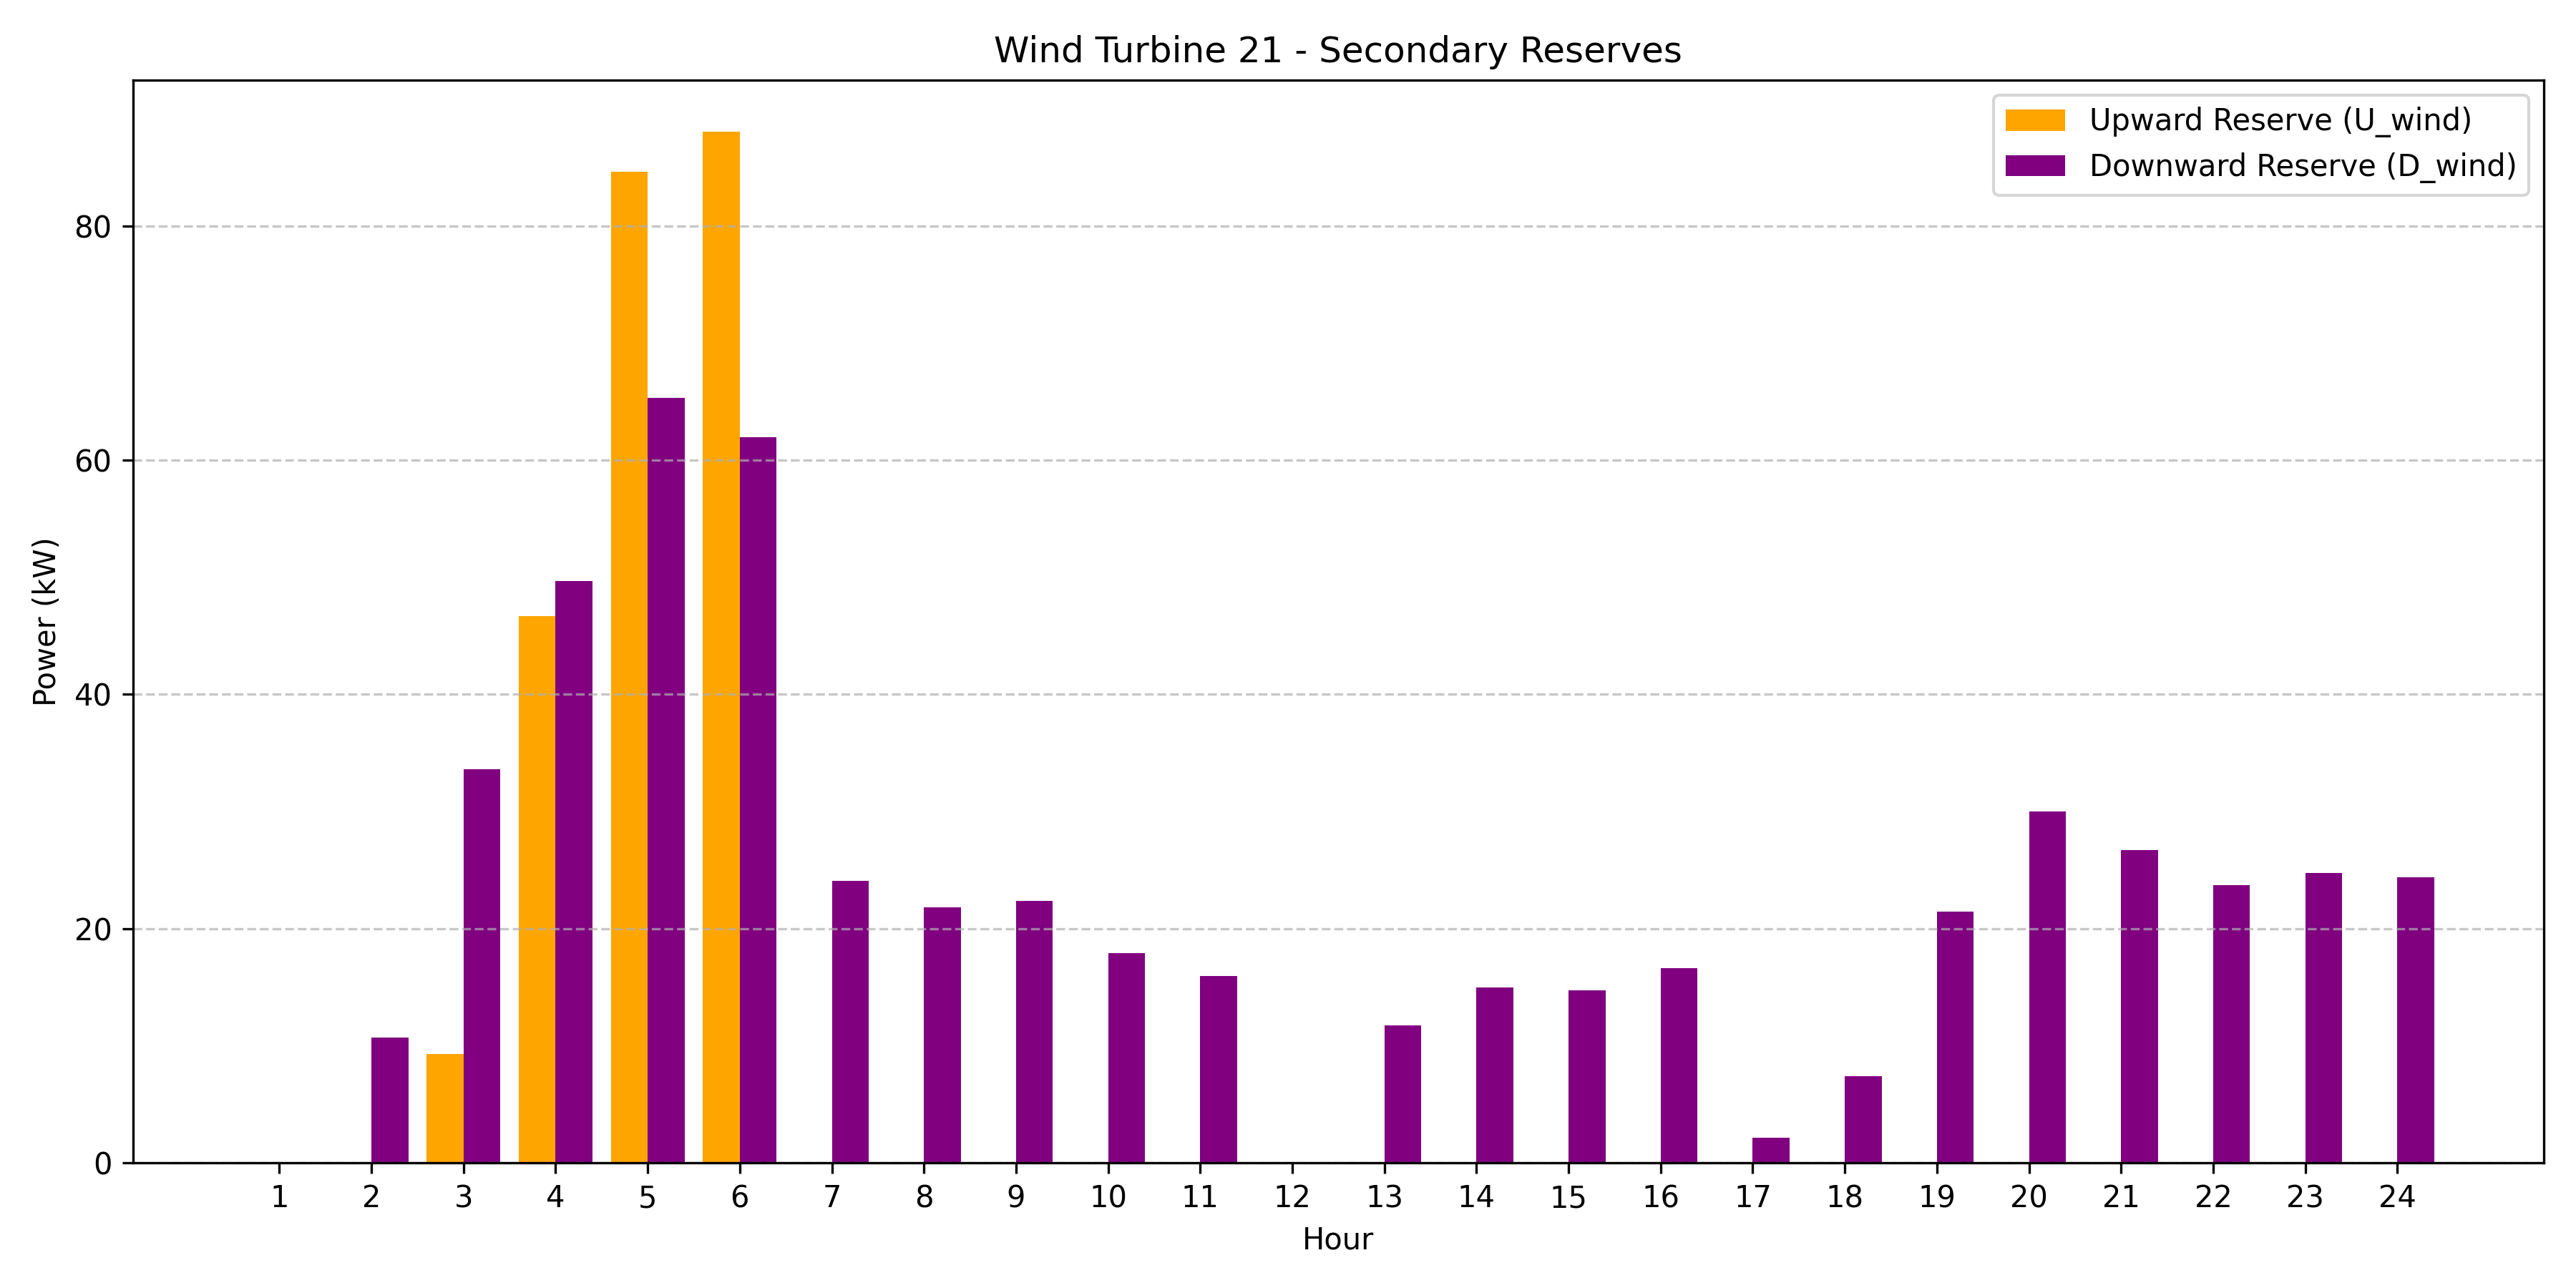 Wind Turbine 21 - Secondary Reserves
Upward Reserve (U_wind)
Downward Reserve (D_wind)
80
60
40
20
0
Power (kW)
1 2 3 4 5 6 7 8 9 10 11 12 13 14 15 16 17 18 19 20 21 22 23 24
Hour